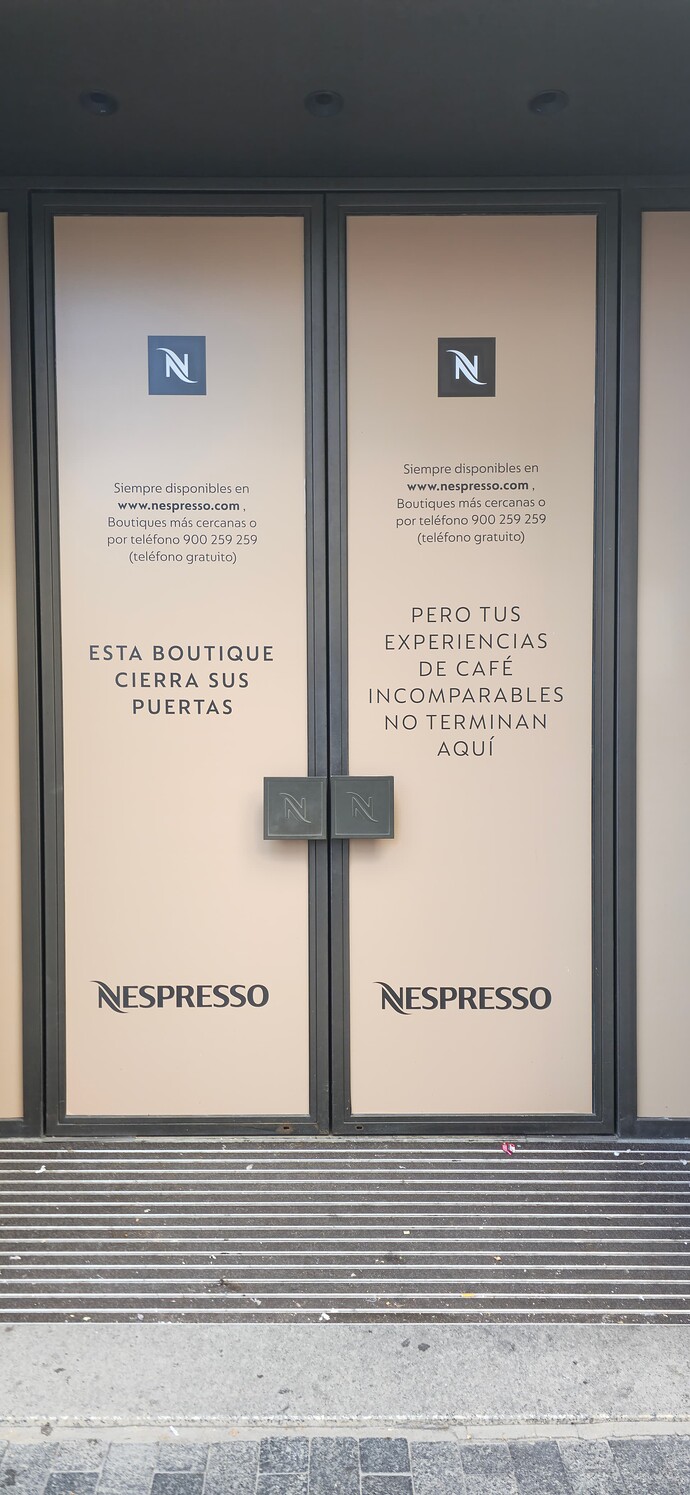 N
Siempre disponibles en
www.nespresso.com ,
Boutiques más cercanas o
por teléfono 900 259 259
(teléfono gratuito)
ESTA BOUTIQUE
CIERRA SUS
PUERTAS
N
NESPRESSO
N
Siempre disponibles en
www.nespresso.com ,
Boutiques más cercanas o
por teléfono 900 259 259
(teléfono gratuito)
PERO TUS
EXPERIENCIAS
DE CAFÉ
INCOMPARABLES
NO TERMINAN
AQUÍ
N
NESPRESSO